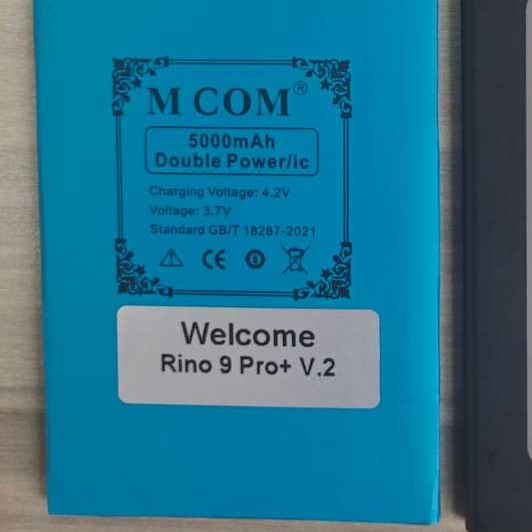 M COM®
5000mAh
Double Power/ic
Charging Voltage: 4.2V
Voltage: 3.7V
Standard GB/T 18287-2021
CE
Welcome
Rino 9 Pro+ V.2